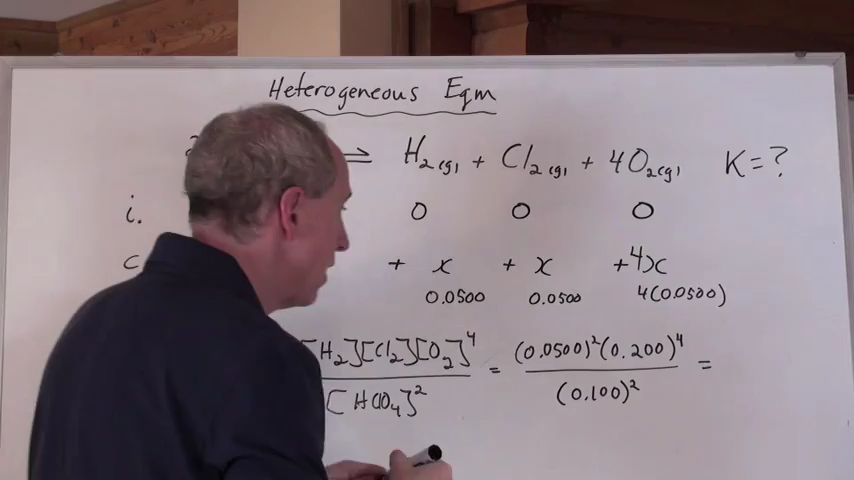 Heterogeneous Eqm
2 ⇌ H₂(g) + Cl₂(g) + 4O₂(g) K = ?
i. 0 0 0
c + x + x + 4x
0.0500 0.0500 4(0.0500)
[H₂][Cl₂][O₂]⁴ = (0.0500)²(0.200)⁴ =
[HClO₄]² (0.100)²